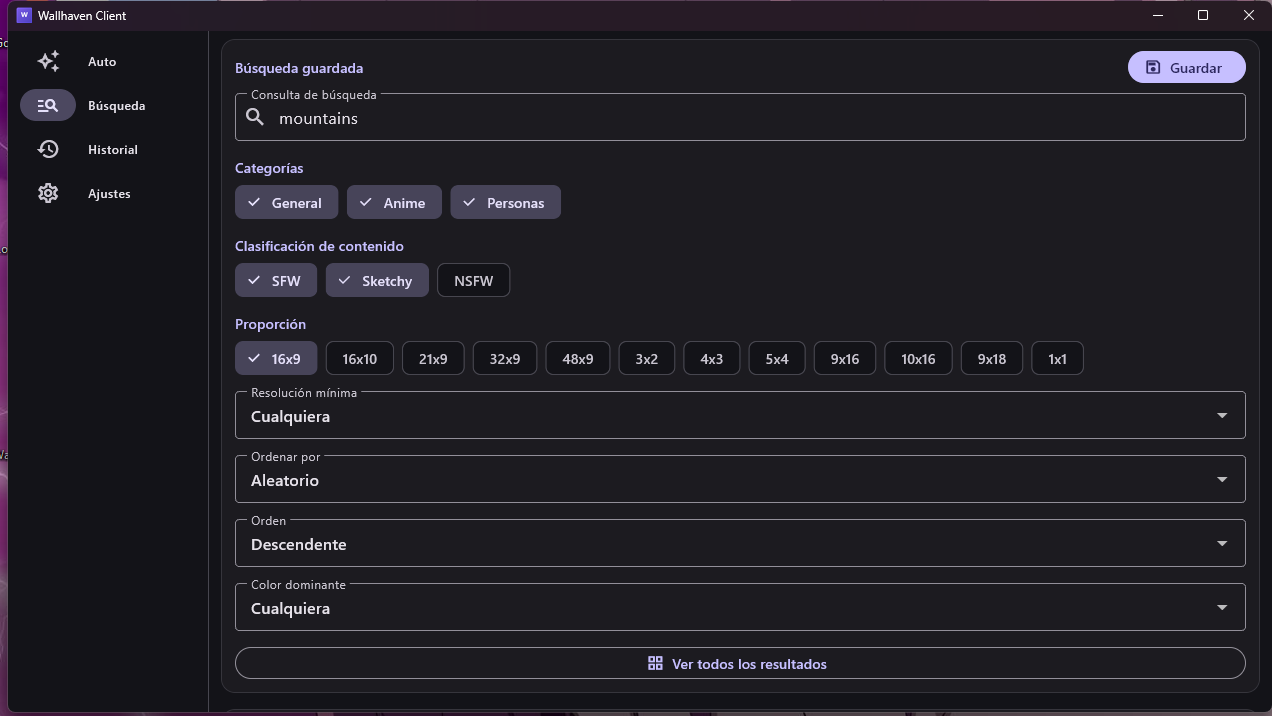 W Wallhaven Client
Auto
Búsqueda
Historial
Ajustes
Búsqueda guardada
Guardar
Consulta de búsqueda
mountains
Categorías
General Anime Personas
Clasificación de contenido
SFW Sketchy NSFW
Proporción
16x9 16x10 21x9 32x9 48x9 3x2 4x3 5x4 9x16 10x16 9x18 1x1
Resolución mínima
Cualquiera
Ordenar por
Aleatorio
Orden
Descendente
Color dominante
Cualquiera
Ver todos los resultados